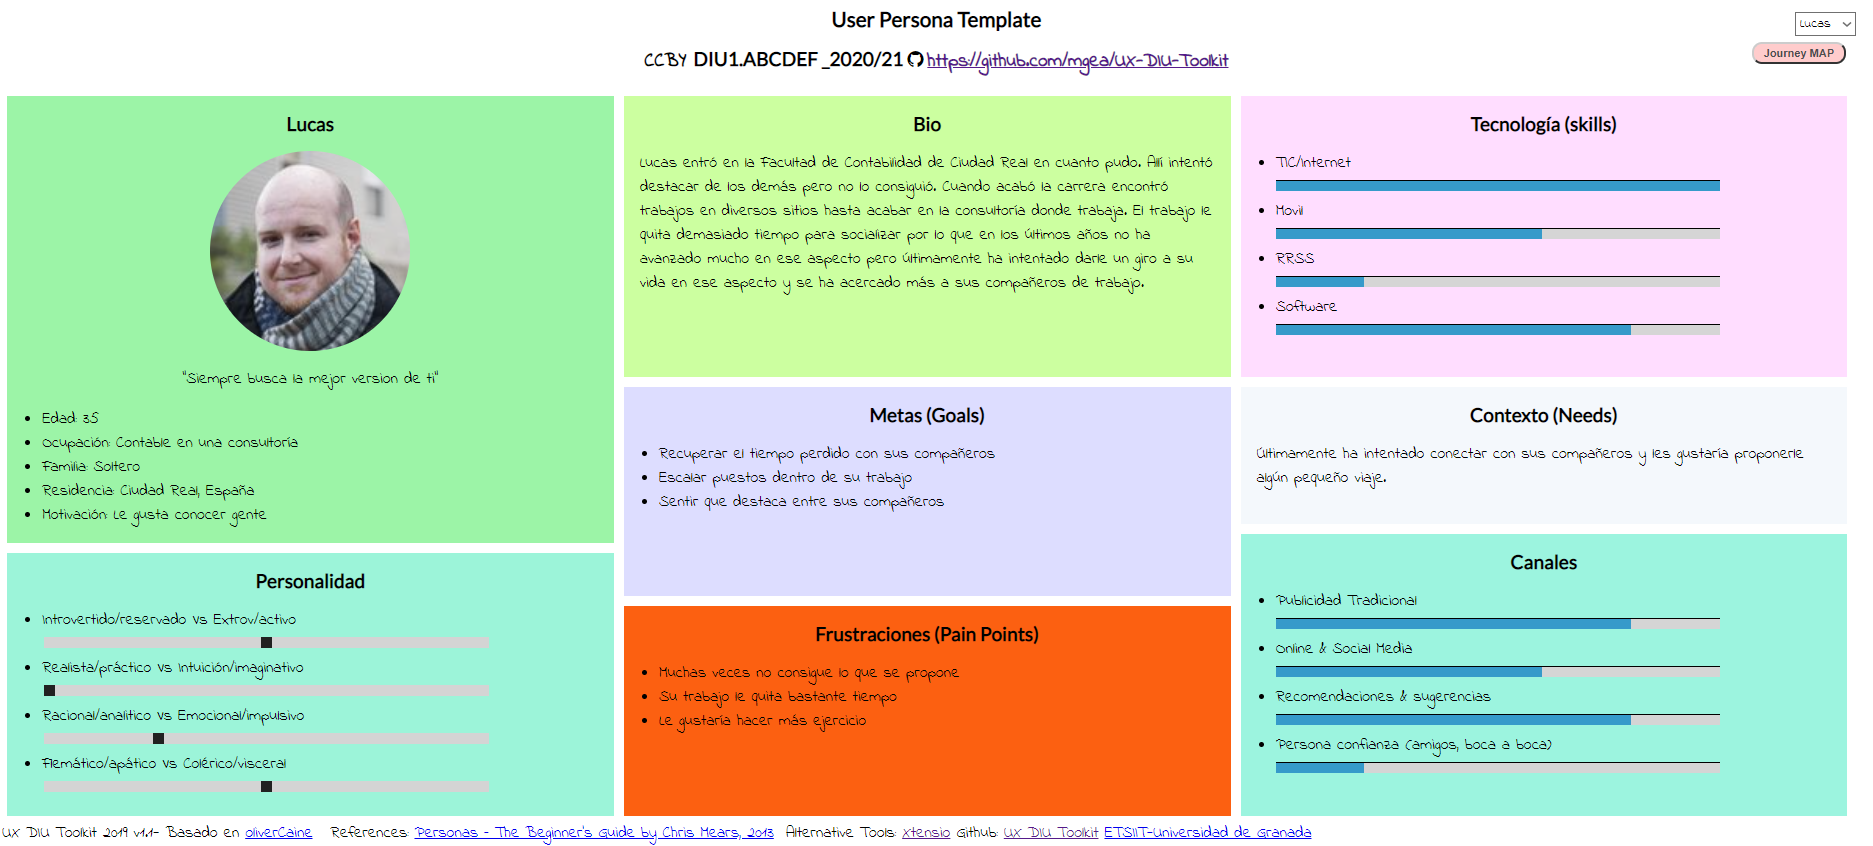 User Persona Template
Lucas
CCBY DIU1.ABCDEF _2020/21 https://github.com/mgea/UX-DIU-Toolkit
Journey MAP
Lucas
"Siempre busca la mejor version de ti"
Edad: 35
Ocupación: Contable en una consultoría
Familia: Soltero
Residencia: Ciudad Real, España
Motivación: Le gusta conocer gente
Personalidad
Introvertido/reservado Vs Extrov/activo
Realista/práctico Vs Intuición/imaginativo
Racional/analítico Vs Emocional/impulsivo
Flemático/apático Vs Colérico/visceral
Bio
Lucas entró en la Facultad de Contabilidad de Ciudad Real en cuanto pudo. Allí intentó
destacar de los demás pero no lo consiguió. Cuando acabó la carrera encontró
trabajos en diversos sitios hasta acabar en la consultoría donde trabaja. El trabajo le
quita demasiado tiempo para socializar por lo que en los últimos años no ha
avanzado mucho en ese aspecto pero últimamente ha intentado darle un giro a su
vida en ese aspecto y se ha acercado más a sus compañeros de trabajo.
Metas (Goals)
Recuperar el tiempo perdido con sus compañeros
Escalar puestos dentro de su trabajo
Sentir que destaca entre sus compañeros
Frustraciones (Pain Points)
Muchas veces no consigue lo que se propone
Su trabajo le quita bastante tiempo
Le gustaría hacer más ejercicio
Tecnología (skills)
TIC/Internet
Movil
RRSS
Software
Contexto (Needs)
Últimamente ha intentado conectar con sus compañeros y les gustaría proponerle
algún pequeño viaje.
Canales
Publicidad Tradicional
Online & Social Media
Recomendaciones & sugerencias
Persona confianza (amigos, boca a boca)
UX DIU Toolkit 2019 v1.1- Basado en oliverCaine References: Personas - The Beginner's Guide by Chris Mears, 2013 Alternative Tools: Xtensio Github: UX DIU Toolkit ETSIIT-Universidad de Granada